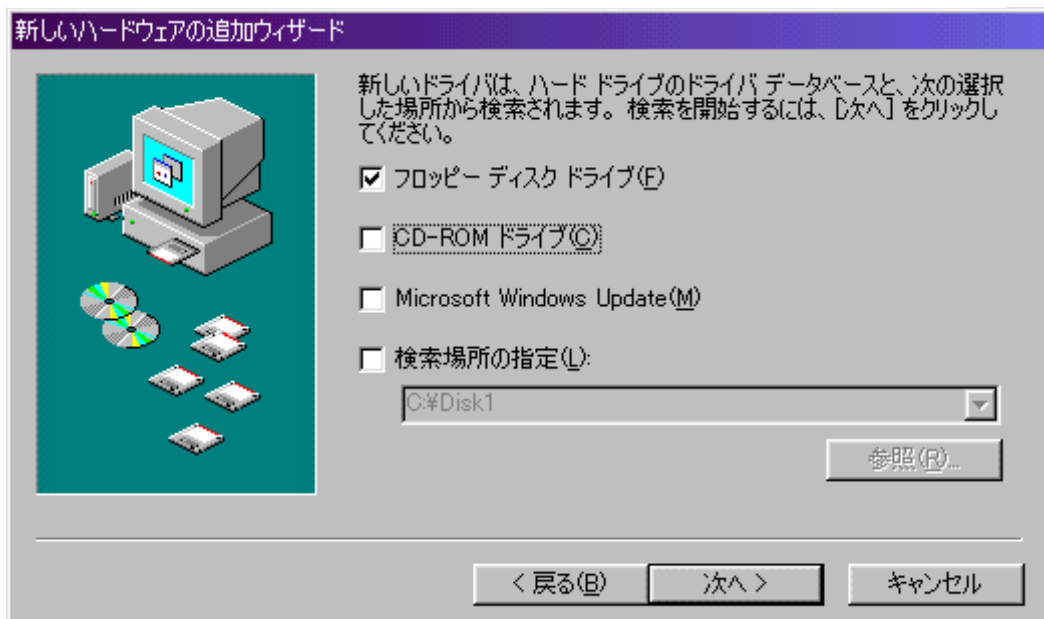 新しいハードウェアの追加ウィザード
新しいドライバは、ハード ドライブのドライバ データベースと、次の選択
した場所から検索されます。 検索を開始するには、[次へ] をクリックし
てください。
フロッピー ディスク ドライブ(F)
CD-ROM ドライブ(C)
Microsoft Windows Update(M)
検索場所の指定(L):
C:¥Disk1
参照(R)...
< 戻る(B)
次へ >
キャンセル